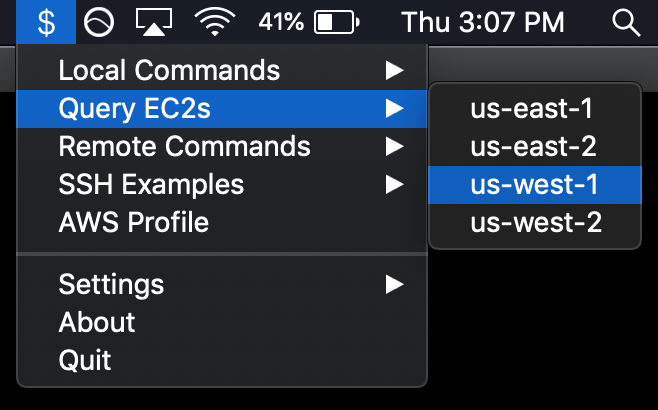 $ 41% Thu 3:07 PM
Local Commands
Query EC2s
Remote Commands
SSH Examples
AWS Profile
Settings
About
Quit
us-east-1
us-east-2
us-west-1
us-west-2